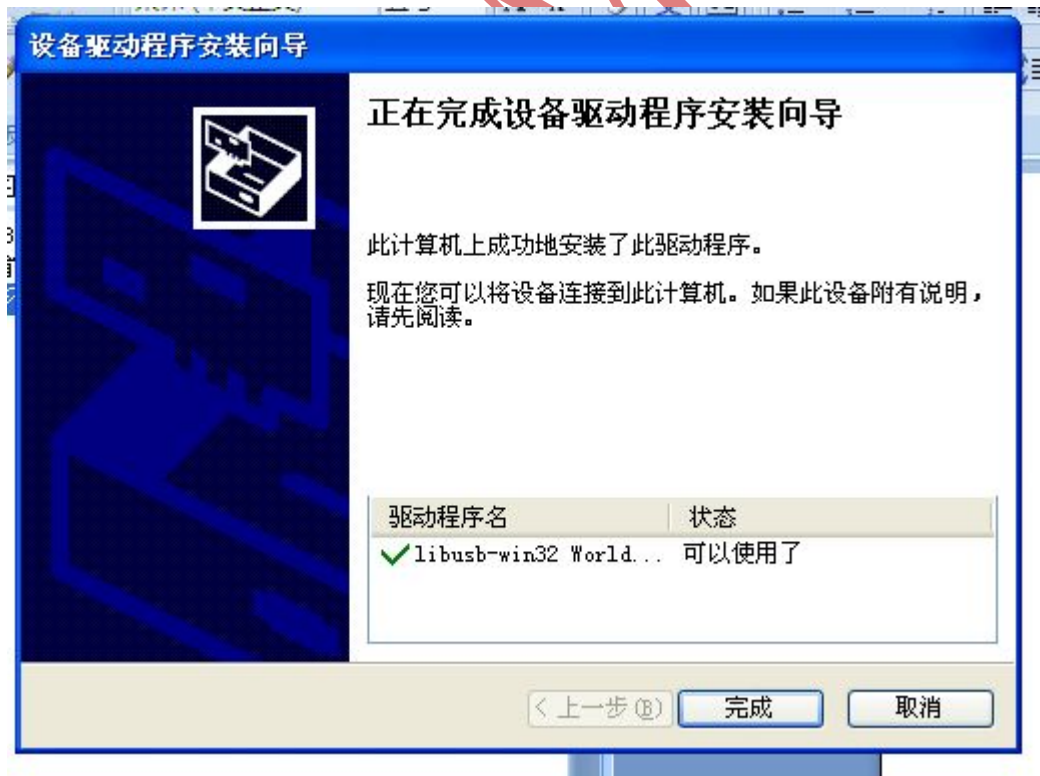 设备驱动程序安装向导
正在完成设备驱动程序安装向导
此计算机上成功地安装了此驱动程序。
现在您可以将设备连接到此计算机。如果此设备附有说明，
请先阅读。
驱动程序名 状态
libusb-win32 World... 可以使用了
<上一步(B) 完成 取消